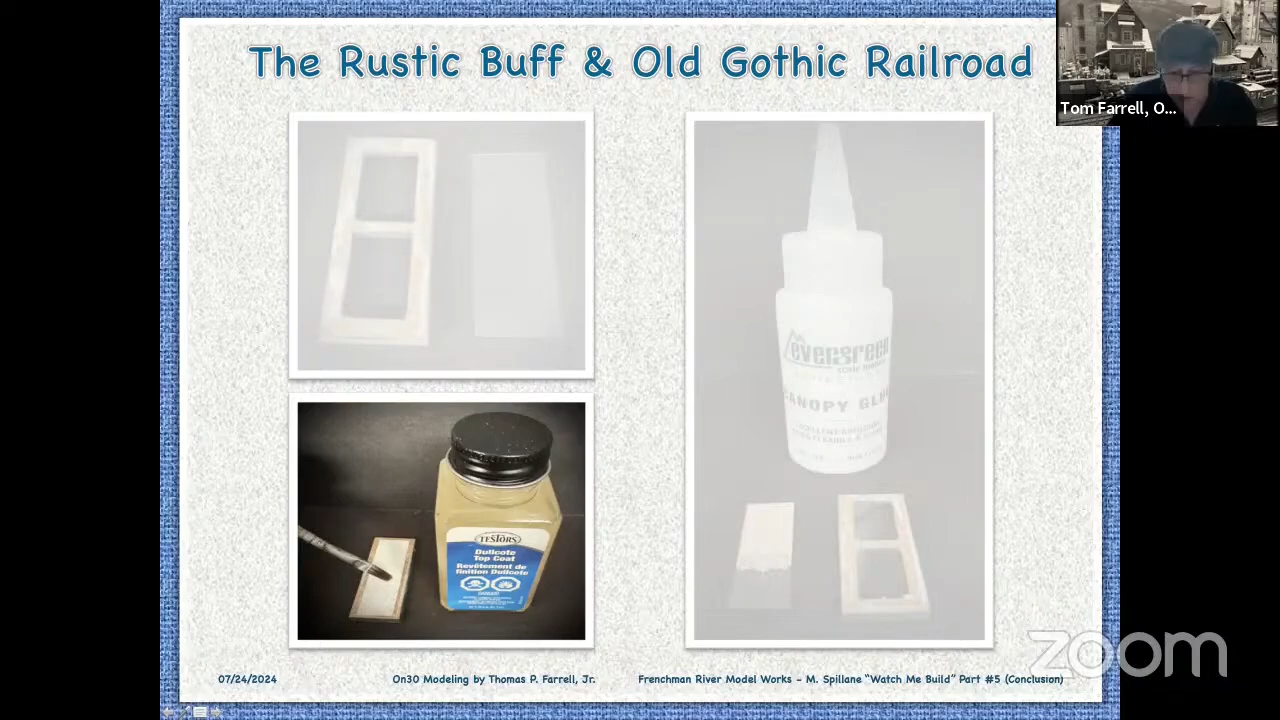 The Rustic Buff & Old Gothic Railroad
Tom Farrell, O...
evergreen
CANOPY GLUE
TESTORS
Dullcote
Top Coat
Revêtement de
finition Dullcote
07/24/2024
On30 Modeling by Thomas P. Farrell, Jr.
Frenchman River Model Works – M. Spillane “Watch Me Build” Part #5 (Conclusion)
zoom